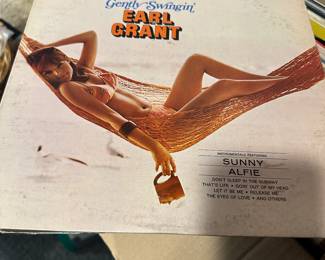 Gently Swingin'
EARL
GRANT
INSTRUMENTALS FEATURING
SUNNY
ALFIE
DON'T SLEEP IN THE SUBWAY
THAT'S LIFE • GOIN' OUT OF MY HEAD
LET IT BE ME • RELEASE ME
THE EYES OF LOVE • AND OTHERS